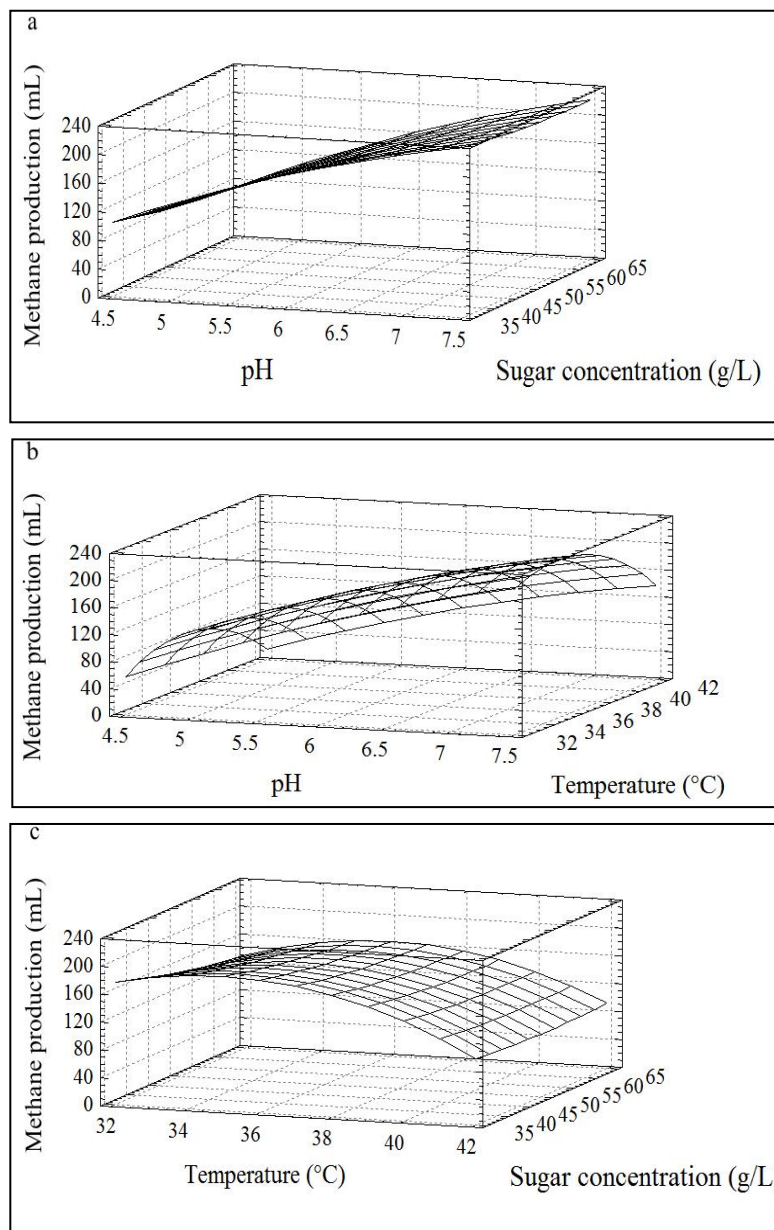 a
Methane production (mL)
240
200
160
120
80
40
0
4.5 5 5.5 6 6.5 7 7.5
35 40 45 50 55 60 65
pH
Sugar concentration (g/L)
b
Methane production (mL)
240
200
160
120
80
40
0
4.5 5 5.5 6 6.5 7 7.5
32 34 36 38 40 42
pH
Temperature (°C)
c
Methane production (mL)
240
200
160
120
80
40
0
32 34 36 38 40 42
35 40 45 50 55 60 65
Temperature (°C)
Sugar concentration (g/L